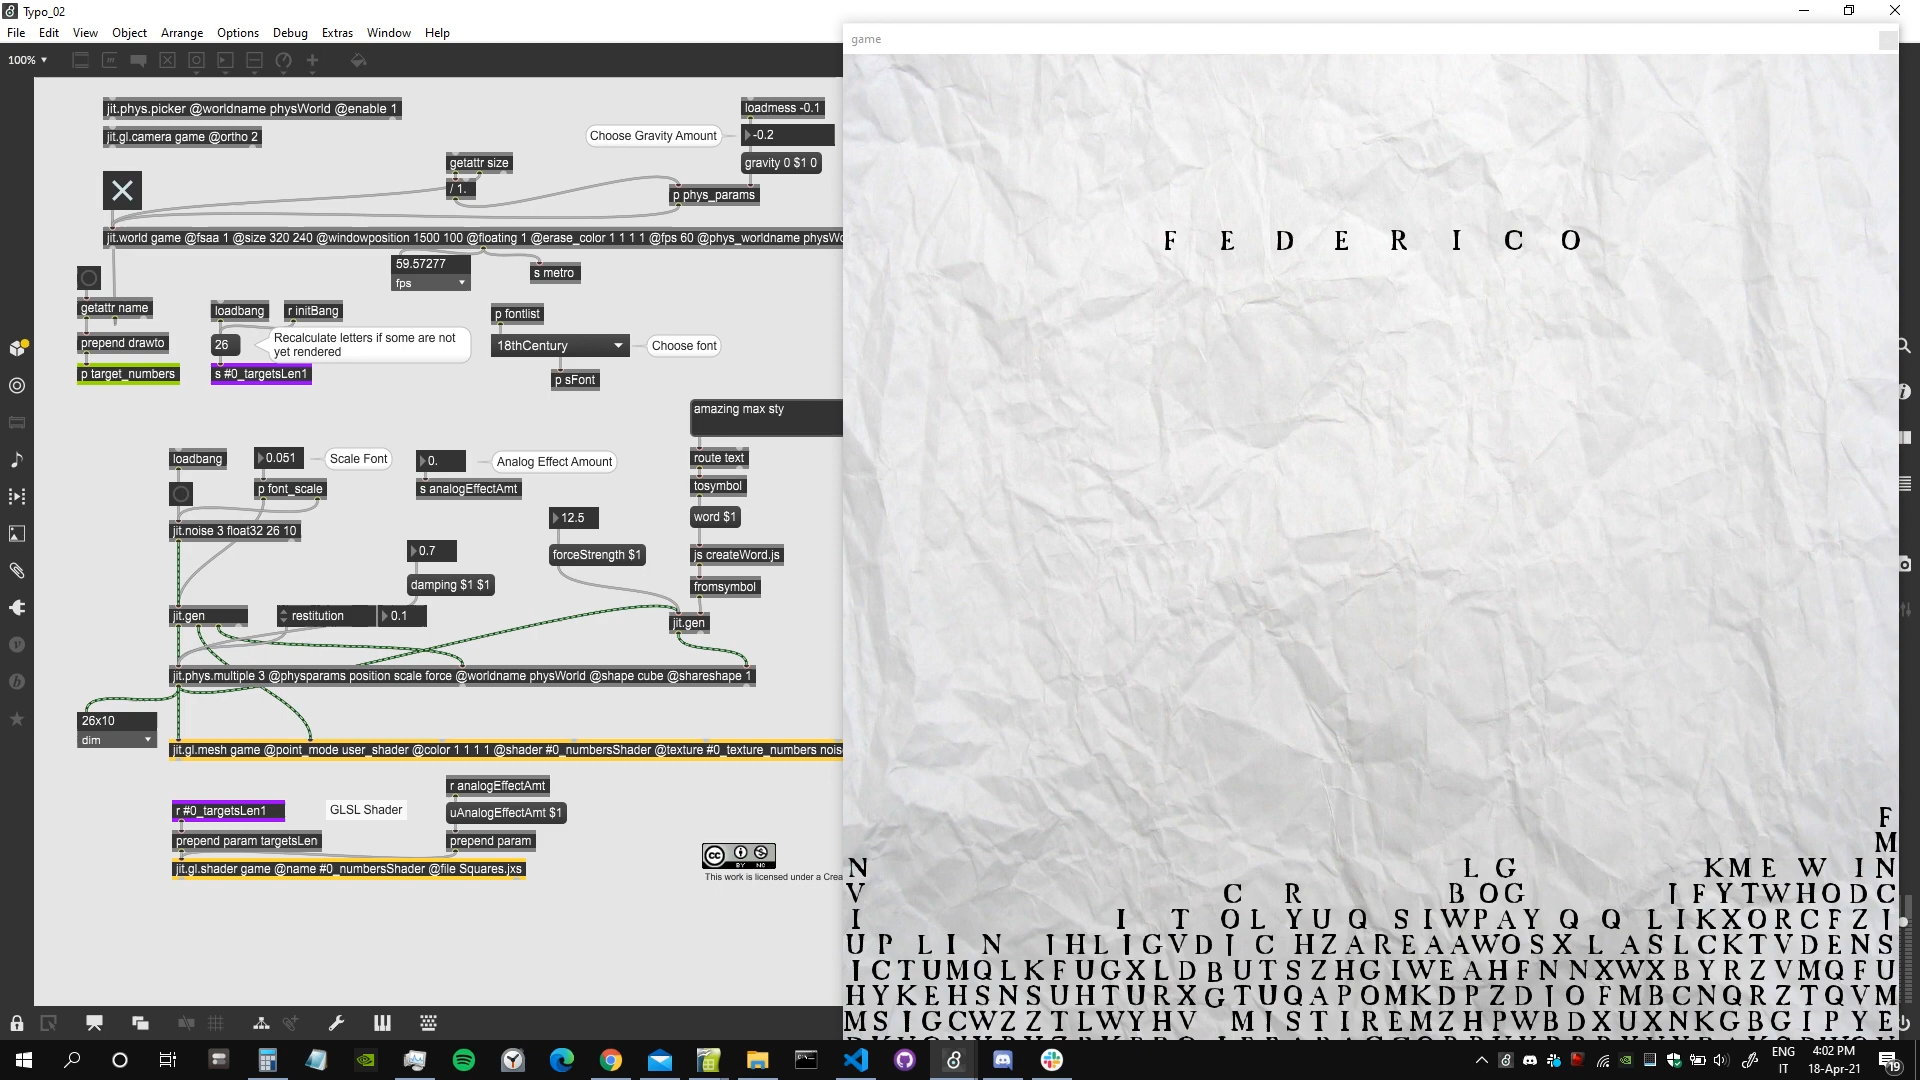 Typo_02
File Edit View Object Arrange Options Debug Extras Window Help
100%
game
jit.phys.picker @worldname physWorld @enable 1
jit.gl.camera game @ortho 2
loadmess -0.1
Choose Gravity Amount
-0.2
gravity 0 $1 0
getattr size
/ 1.
p phys_params
jit.world game @fsaa 1 @size 320 240 @windowposition 1500 100 @floating 1 @erase_color 1 1 1 1 @fps 60 @phys_worldname physWo
59.57277
fps
s metro
getattr name
prepend drawto
p target_numbers
loadbang
r initBang
26
Recalculate letters if some are not
yet rendered
s #0_targetsLen1
p fontlist
18thCentury
Choose font
p sFont
amazing max sty
route text
tosymbol
word $1
js createWord.js
fromsymbol
jit.gen
loadbang
0.051
Scale Font
p font_scale
0.
Analog Effect Amount
s analogEffectAmt
jit.noise 3 float32 26 10
12.5
forceStrength $1
0.7
damping $1 $1
jit.gen
restitution
0.1
jit.phys.multiple 3 @physparams position scale force @worldname physWorld @shape cube @shareshape 1
26x10
dim
jit.gl.mesh game @point_mode user_shader @color 1 1 1 1 @shader #0_numbersShader @texture #0_texture_numbers nois
r #0_targetsLen1
GLSL Shader
prepend param targetsLen
r analogEffectAmt
uAnalogEffectAmt $1
prepend param
jit.gl.shader game @name #0_numbersShader @file Squares.jxs
cc BY NC
This work is licensed under a Crea
F E D E R I C O
F
M
N L G K M E W I N
V C R B O G J F Y T W H O D C
I I T O L Y U Q S I W P A Y Q Q L I K X O R C F Z J
U P L I N J H L J G V D J C H Z A R E A A W O S X L A S L C K T V D E N S
J C T U M Q L K F U G X L D B U T S Z H G I W E A H F N N X W X B Y R Z V M Q F U
H Y K E H S N S U H T U R X G T U Q A P O M K D P Z D J O F M B C N Q R Z T Q V M
M S J G C W Z Z T L W Y H V M J S T I R E M Z H P W B D X U X N K G B G I P Y E
ENG
IT
4:02 PM
18-Apr-21
19